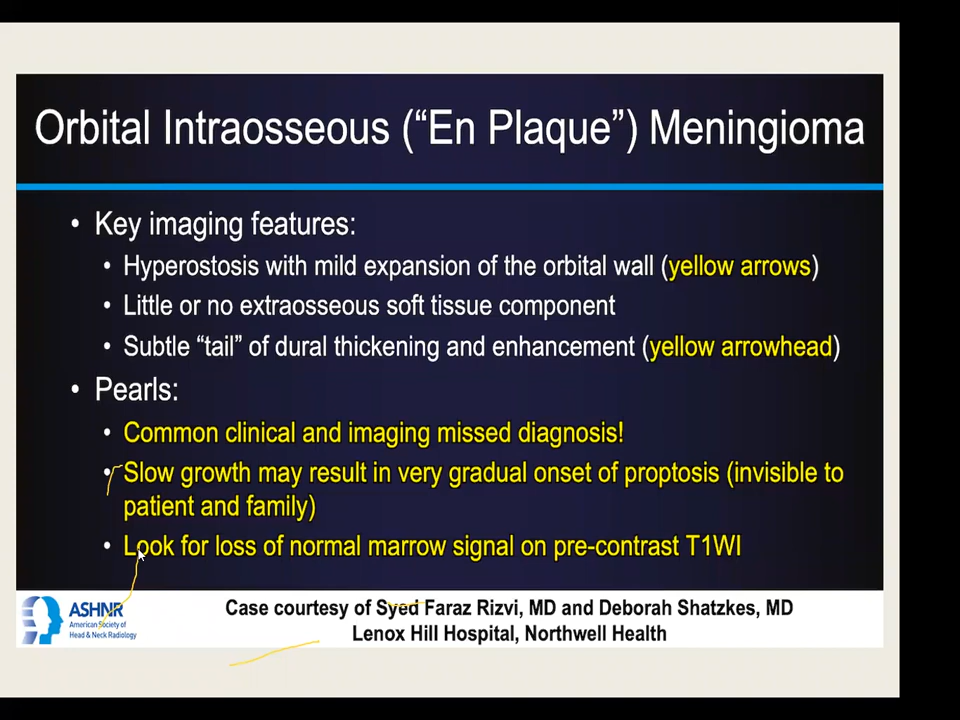 Orbital Intraosseous (“En Plaque”) Meningioma
• Key imaging features:
• Hyperostosis with mild expansion of the orbital wall (yellow arrows)
• Little or no extraosseous soft tissue component
• Subtle “tail” of dural thickening and enhancement (yellow arrowhead)
• Pearls:
• Common clinical and imaging missed diagnosis!
• Slow growth may result in very gradual onset of proptosis (invisible to
patient and family)
• Look for loss of normal marrow signal on pre-contrast T1WI
ASHNR
American Society of
Head & Neck Radiology
Case courtesy of Syed Faraz Rizvi, MD and Deborah Shatzkes, MD
Lenox Hill Hospital, Northwell Health